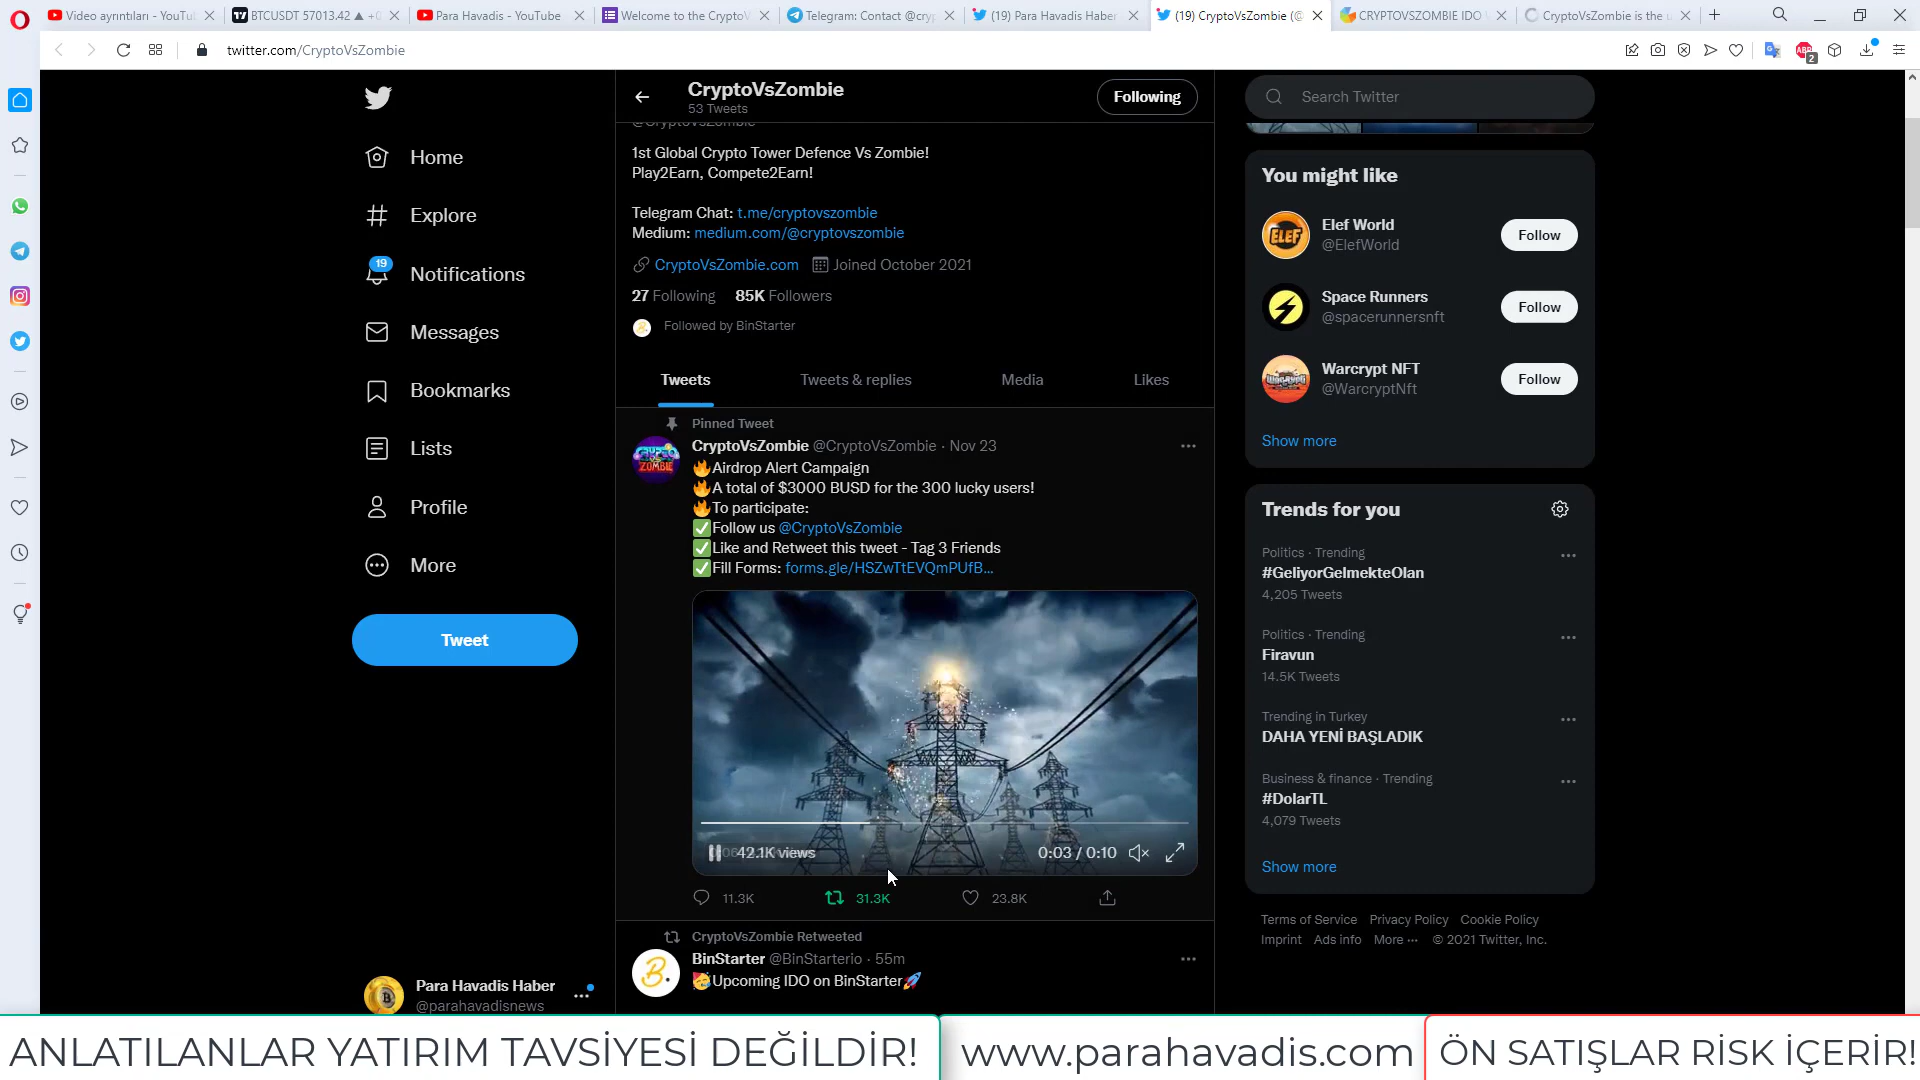 Video ayrıntıları - YouTu
BTCUSDT 57013.42 ▲ +0
Para Havadis - YouTube
Welcome to the CryptoV
Telegram: Contact @cryp
(19) Para Havadis Haber
(19) CryptoVsZombie (@
CRYPTOVSZOMBIE IDO
CryptoVsZombie is the u
twitter.com/CryptoVsZombie
ABP
2
Home
Explore
19
Notifications
Messages
Bookmarks
Lists
Profile
More
Tweet
Para Havadis Haber
@parahavadisnews
CryptoVsZombie
53 Tweets
Following
@CryptoVsZombie
1st Global Crypto Tower Defence Vs Zombie!
Play2Earn, Compete2Earn!
Telegram Chat: t.me/cryptovszombie
Medium: medium.com/@cryptovszombie
CryptoVsZombie.com Joined October 2021
27 Following 85K Followers
Followed by BinStarter
Tweets
Tweets & replies
Media
Likes
Pinned Tweet
CRYPTO
ZOMBIE
CryptoVsZombie @CryptoVsZombie · Nov 23
🔥Airdrop Alert Campaign
🔥A total of $3000 BUSD for the 300 lucky users!
🔥To participate:
✅Follow us @CryptoVsZombie
✅Like and Retweet this tweet - Tag 3 Friends
✅Fill Forms: forms.gle/HSZwTtEVQmPUfB...
42.1K views
0:03 / 0:10
11.3K
31.3K
23.8K
CryptoVsZombie Retweeted
B.
BinStarter @BinStarterio · 55m
🥳Upcoming IDO on BinStarter🚀
Search Twitter
You might like
ELEF
Elef World
@ElefWorld
Follow
Space Runners
@spacerunnersnft
Follow
WARCRYPT
Warcrypt NFT
@WarcryptNft
Follow
Show more
Trends for you
Politics · Trending
#GeliyorGelmekteOlan
4,205 Tweets
Politics · Trending
Firavun
14.5K Tweets
Trending in Turkey
DAHA YENİ BAŞLADIK
Business & finance · Trending
#DolarTL
4,079 Tweets
Show more
Terms of Service Privacy Policy Cookie Policy
Imprint Ads info More ··· © 2021 Twitter, Inc.
ANLATILANLAR YATIRIM TAVSİYESİ DEĞİLDİR!
www.parahavadis.com
ÖN SATIŞLAR RİSK İÇERİR!